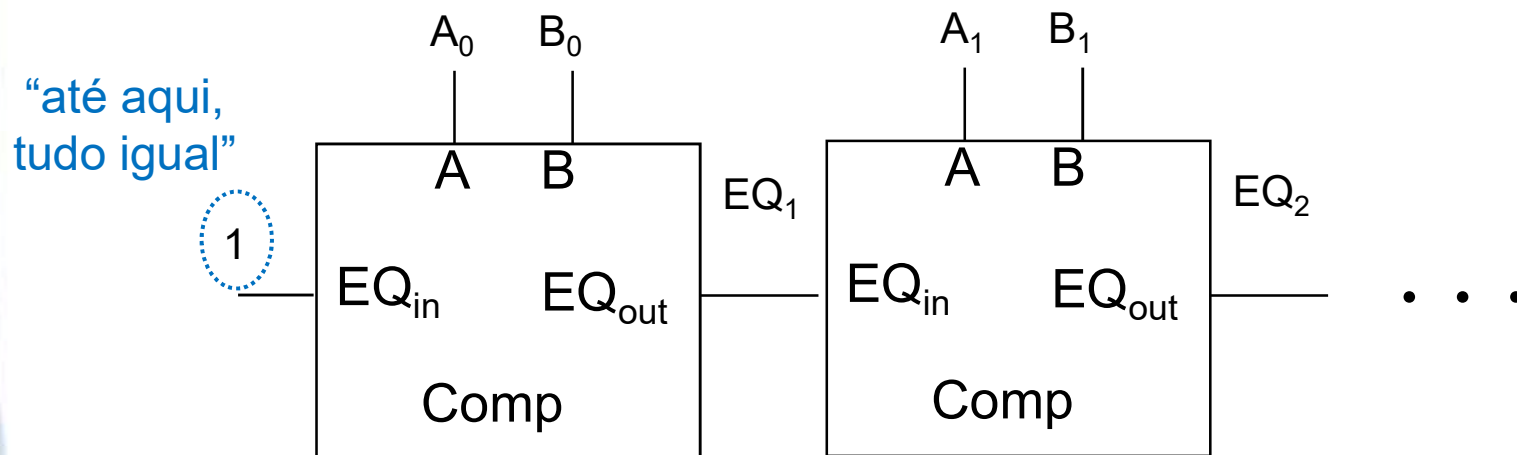 “até aqui,
tudo igual”
1
A₀ B₀
A B
EQᵢₙ EQₒᵤₜ
Comp
EQ₁
A₁ B₁
A B
EQᵢₙ EQₒᵤₜ
Comp
EQ₂
. . .